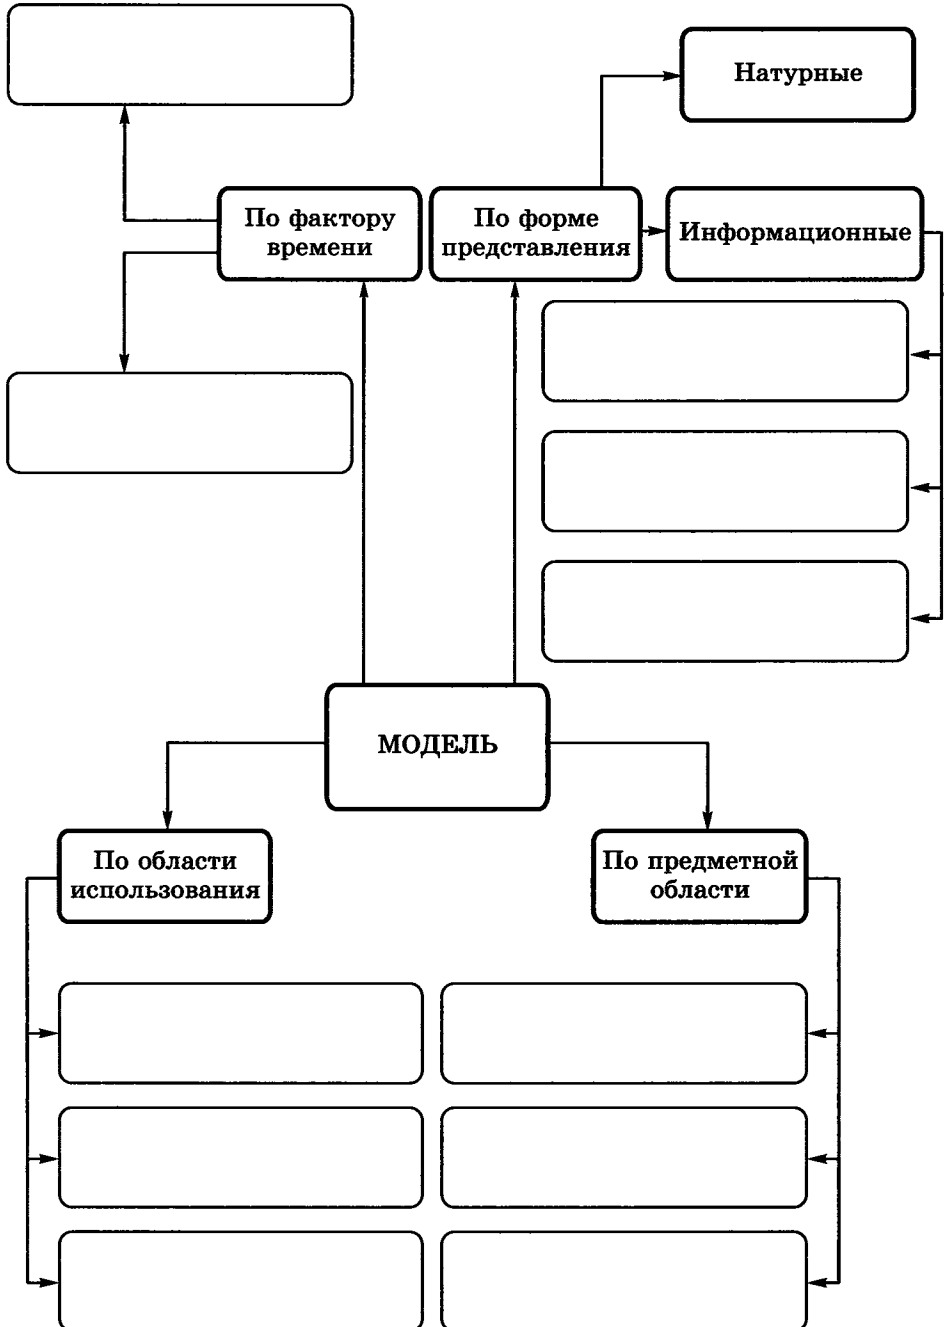 Натурные
По фактору
времени
По форме
представления
Информационные
МОДЕЛЬ
По области
использования
По предметной
области